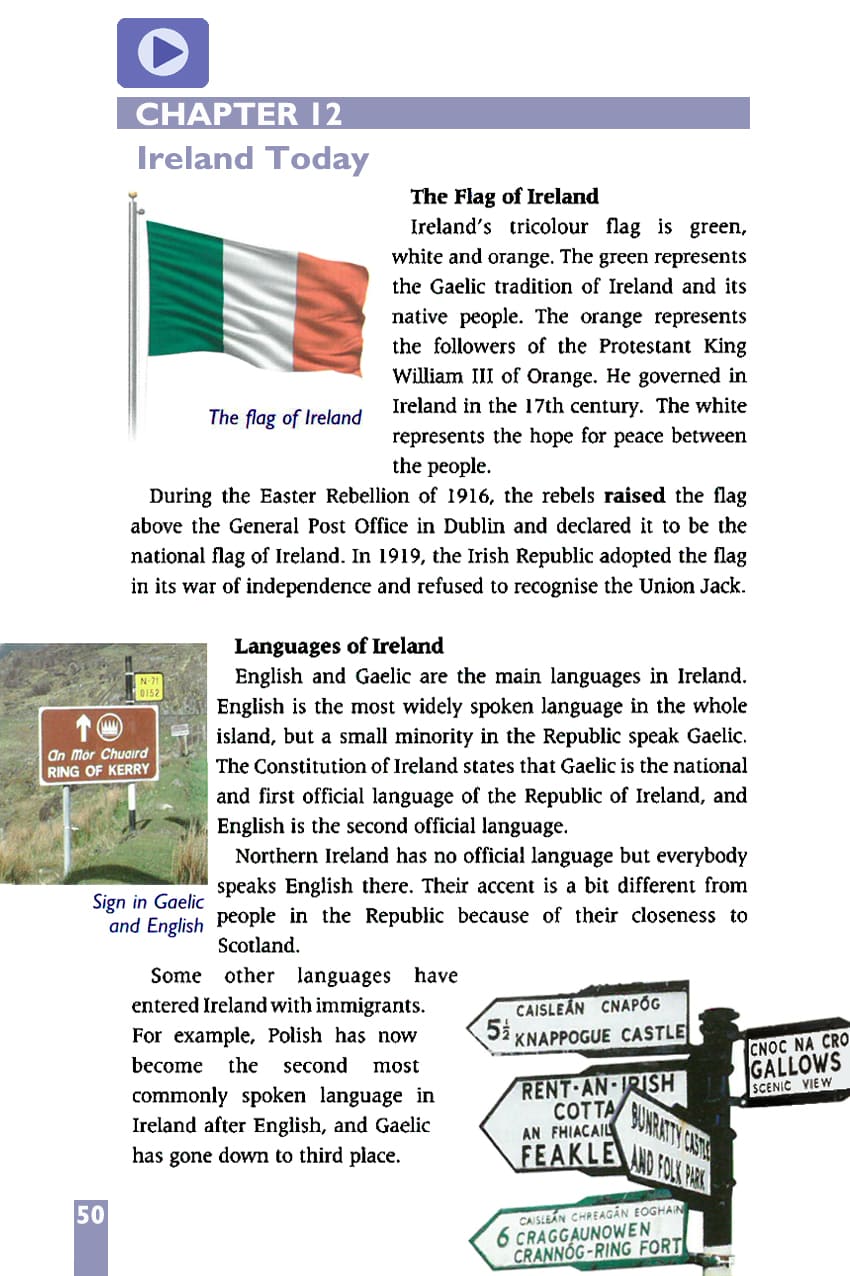 CHAPTER 12
Ireland Today
The Flag of Ireland
Ireland's tricolour flag is green,
white and orange. The green represents
the Gaelic tradition of Ireland and its
native people. The orange represents
the followers of the Protestant King
William III of Orange. He governed in
Ireland in the 17th century. The white
represents the hope for peace between
the people.
The flag of Ireland
During the Easter Rebellion of 1916, the rebels raised the flag
above the General Post Office in Dublin and declared it to be the
national flag of Ireland. In 1919, the Irish Republic adopted the flag
in its war of independence and refused to recognise the Union Jack.
Languages of Ireland
English and Gaelic are the main languages in Ireland.
English is the most widely spoken language in the whole
island, but a small minority in the Republic speak Gaelic.
The Constitution of Ireland states that Gaelic is the national
and first official language of the Republic of Ireland, and
English is the second official language.
Northern Ireland has no official language but everybody
speaks English there. Their accent is a bit different from
people in the Republic because of their closeness to
Scotland.
N-71
0152
An Mór Chuaird
RING OF KERRY
Sign in Gaelic
and English
Some other languages have
entered Ireland with immigrants.
For example, Polish has now
become the second most
commonly spoken language in
Ireland after English, and Gaelic
has gone down to third place.
CAISLEÁN CNAPÓG
5½ KNAPPOGUE CASTLE
CNOC NA CRO
GALLOWS
SCENIC VIEW
RENT-AN-IRISH
COTTA
AN FHIACAIL
FEAKLE
BUNRATTY CASTLE
AND FOLK PARK
CAISLEÁN CHREAGÁN EOGHAIN
6 CRAGGAUNOWEN
CRANNÓG-RING FORT
50